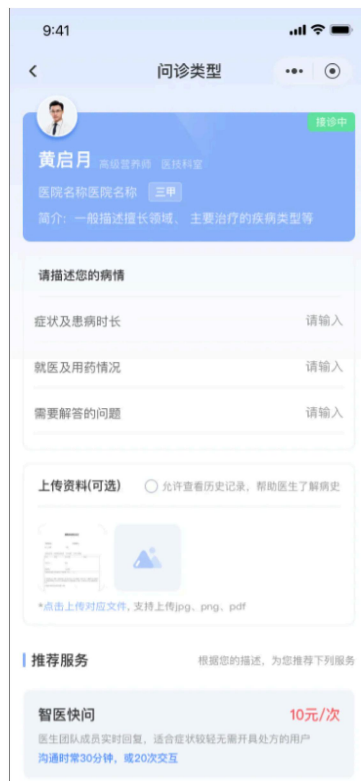 9:41
问诊类型
接诊中
黄启月 高级营养师 医技科室
医院名称医院名称 三甲
简介：一般描述擅长领域、主要治疗的疾病类型等
请描述您的病情
症状及患病时长 请输入
就医及用药情况 请输入
需要解答的问题 请输入
上传资料(可选) 允许查看历史记录，帮助医生了解病史
*点击上传对应文件, 支持上传jpg、png、pdf
推荐服务 根据您的描述，为您推荐下列服务
智医快问 10元/次
医生团队成员实时回复，适合症状较轻无需开具处方的用户
沟通时常30分钟，或20次交互